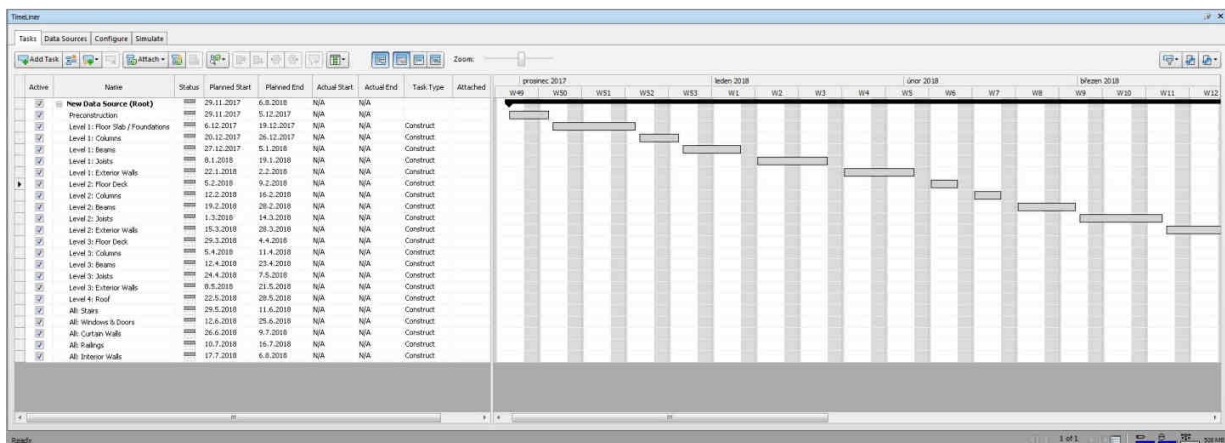 TimeLiner
Tasks Data Sources Configure Simulate
Add Task Attach Zoom:
Active Name Status Planned Start Planned End Actual Start Actual End Task Type Attached
prosinec 2017 leden 2018 únor 2018 březen 2018
W49 W50 W51 W52 W53 W1 W2 W3 W4 W5 W6 W7 W8 W9 W10 W11 W12
New Data Source (Root) 29.11.2017 6.8.2018 N/A N/A
Preconstruction 29.11.2017 5.12.2017 N/A N/A
Level 1: Floor Slab / Foundations 6.12.2017 19.12.2017 N/A N/A Construct
Level 1: Columns 20.12.2017 26.12.2017 N/A N/A Construct
Level 1: Beams 27.12.2017 5.1.2018 N/A N/A Construct
Level 1: Joists 8.1.2018 19.1.2018 N/A N/A Construct
Level 1: Exterior Walls 22.1.2018 2.2.2018 N/A N/A Construct
Level 2: Floor Deck 5.2.2018 9.2.2018 N/A N/A Construct
Level 2: Columns 12.2.2018 16.2.2018 N/A N/A Construct
Level 2: Beams 19.2.2018 28.2.2018 N/A N/A Construct
Level 2: Joists 1.3.2018 14.3.2018 N/A N/A Construct
Level 2: Exterior Walls 15.3.2018 28.3.2018 N/A N/A Construct
Level 3: Floor Deck 29.3.2018 4.4.2018 N/A N/A Construct
Level 3: Columns 5.4.2018 11.4.2018 N/A N/A Construct
Level 3: Beams 12.4.2018 23.4.2018 N/A N/A Construct
Level 3: Joists 24.4.2018 7.5.2018 N/A N/A Construct
Level 3: Exterior Walls 8.5.2018 21.5.2018 N/A N/A Construct
Level 4: Roof 22.5.2018 28.5.2018 N/A N/A Construct
All: Stairs 29.5.2018 11.6.2018 N/A N/A Construct
All: Windows & Doors 12.6.2018 25.6.2018 N/A N/A Construct
All: Curtain Walls 26.6.2018 9.7.2018 N/A N/A Construct
All: Railings 10.7.2018 16.7.2018 N/A N/A Construct
All: Interior Walls 17.7.2018 6.8.2018 N/A N/A Construct
Ready 1 of 1